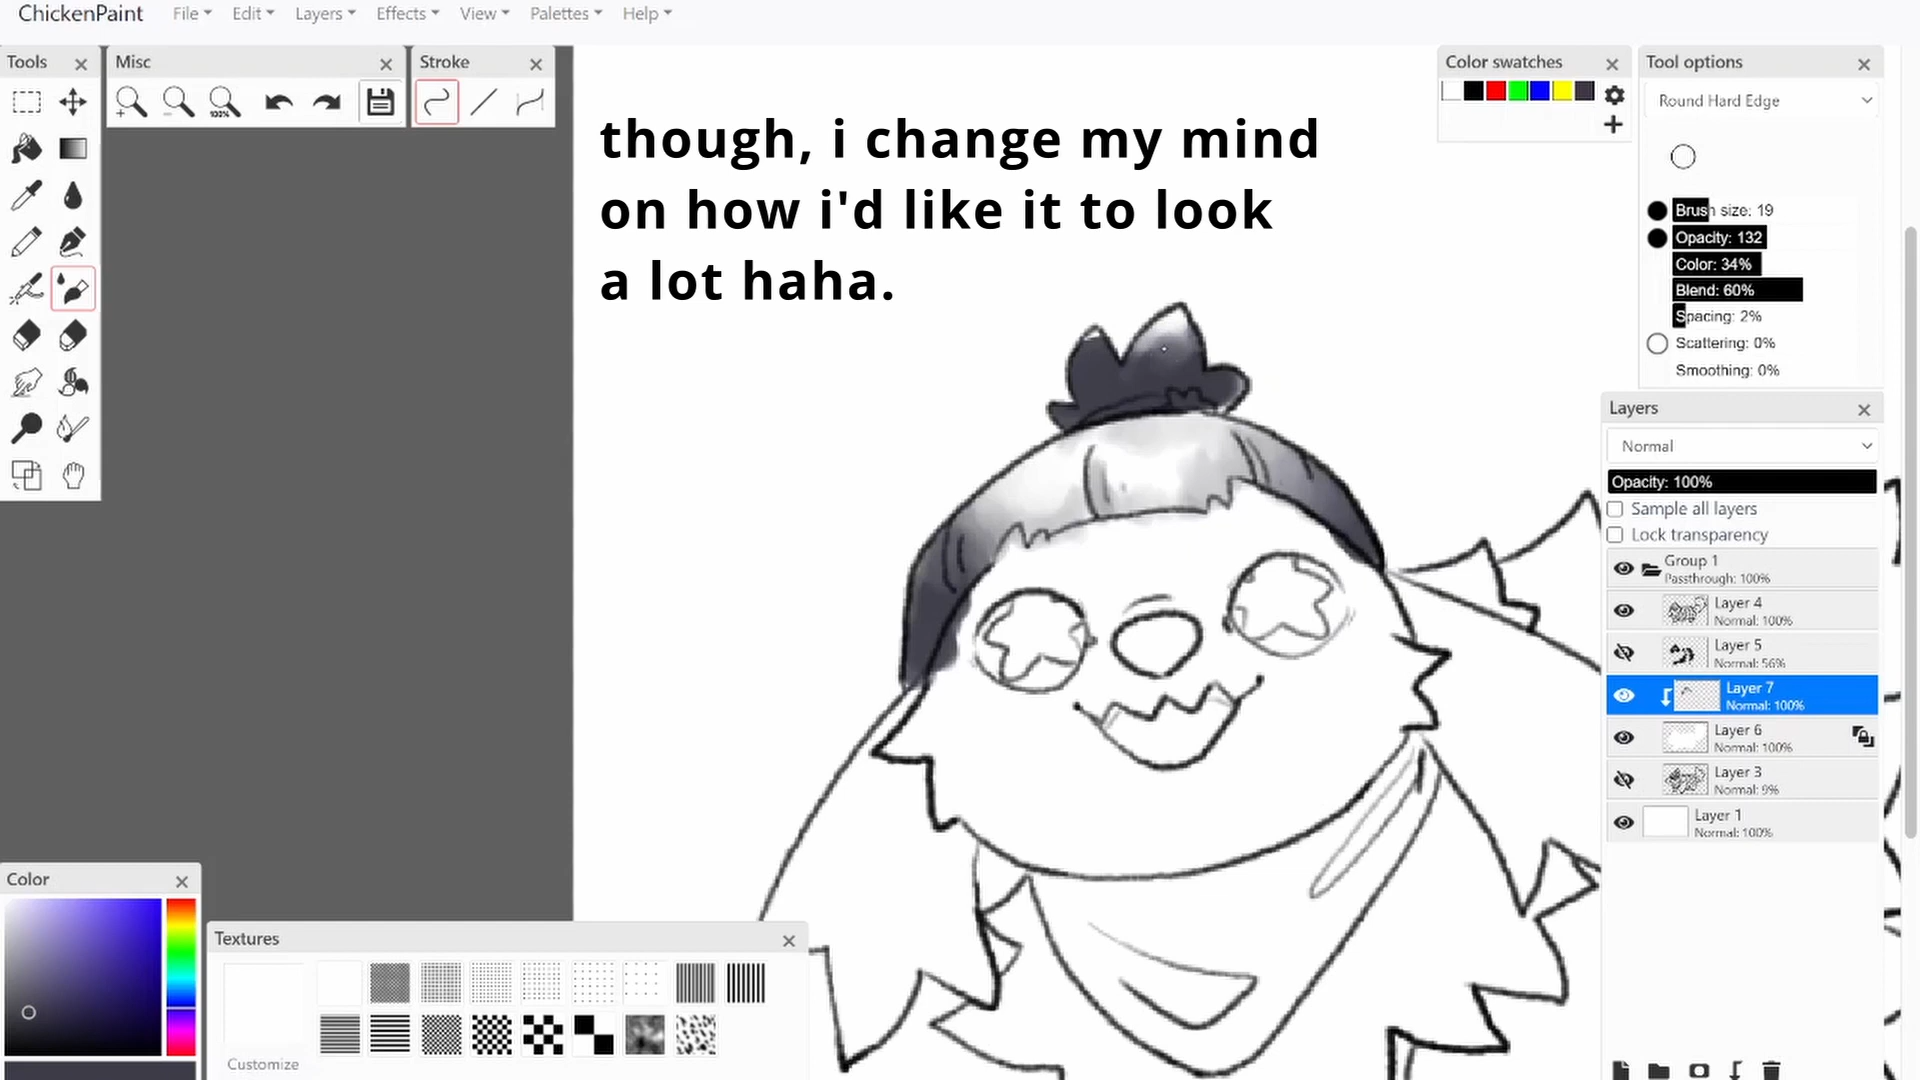 ChickenPaint File Edit Layers Effects View Palettes Help
Tools
Misc
Stroke
100%
though, i change my mind
on how i'd like it to look
a lot haha.
Color swatches
Tool options
Round Hard Edge
Brush size: 19
Opacity: 132
Color: 34%
Blend: 60%
Spacing: 2%
Scattering: 0%
Smoothing: 0%
Layers
Normal
Opacity: 100%
Sample all layers
Lock transparency
Group 1
Passthrough: 100%
Layer 4
Normal: 100%
Layer 5
Normal: 56%
Layer 7
Normal: 100%
Layer 6
Normal: 100%
Layer 3
Normal: 9%
Layer 1
Normal: 100%
Color
Textures
Customize